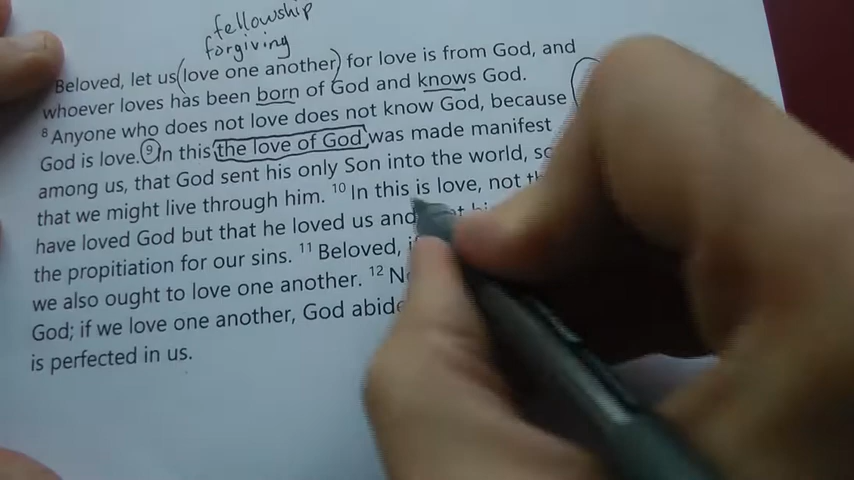 fellowship
forgiving
Beloved, let us (love one another) for love is from God, and
whoever loves has been born of God and knows God.
8 Anyone who does not love does not know God, because
God is love. 9 In this the love of God was made manifest
among us, that God sent his only Son into the world, so
that we might live through him. 10 In this is love, not
have loved God but that he loved us and
the propitiation for our sins. 11 Beloved,
we also ought to love one another. 12
God; if we love one another, God
is perfected in us.